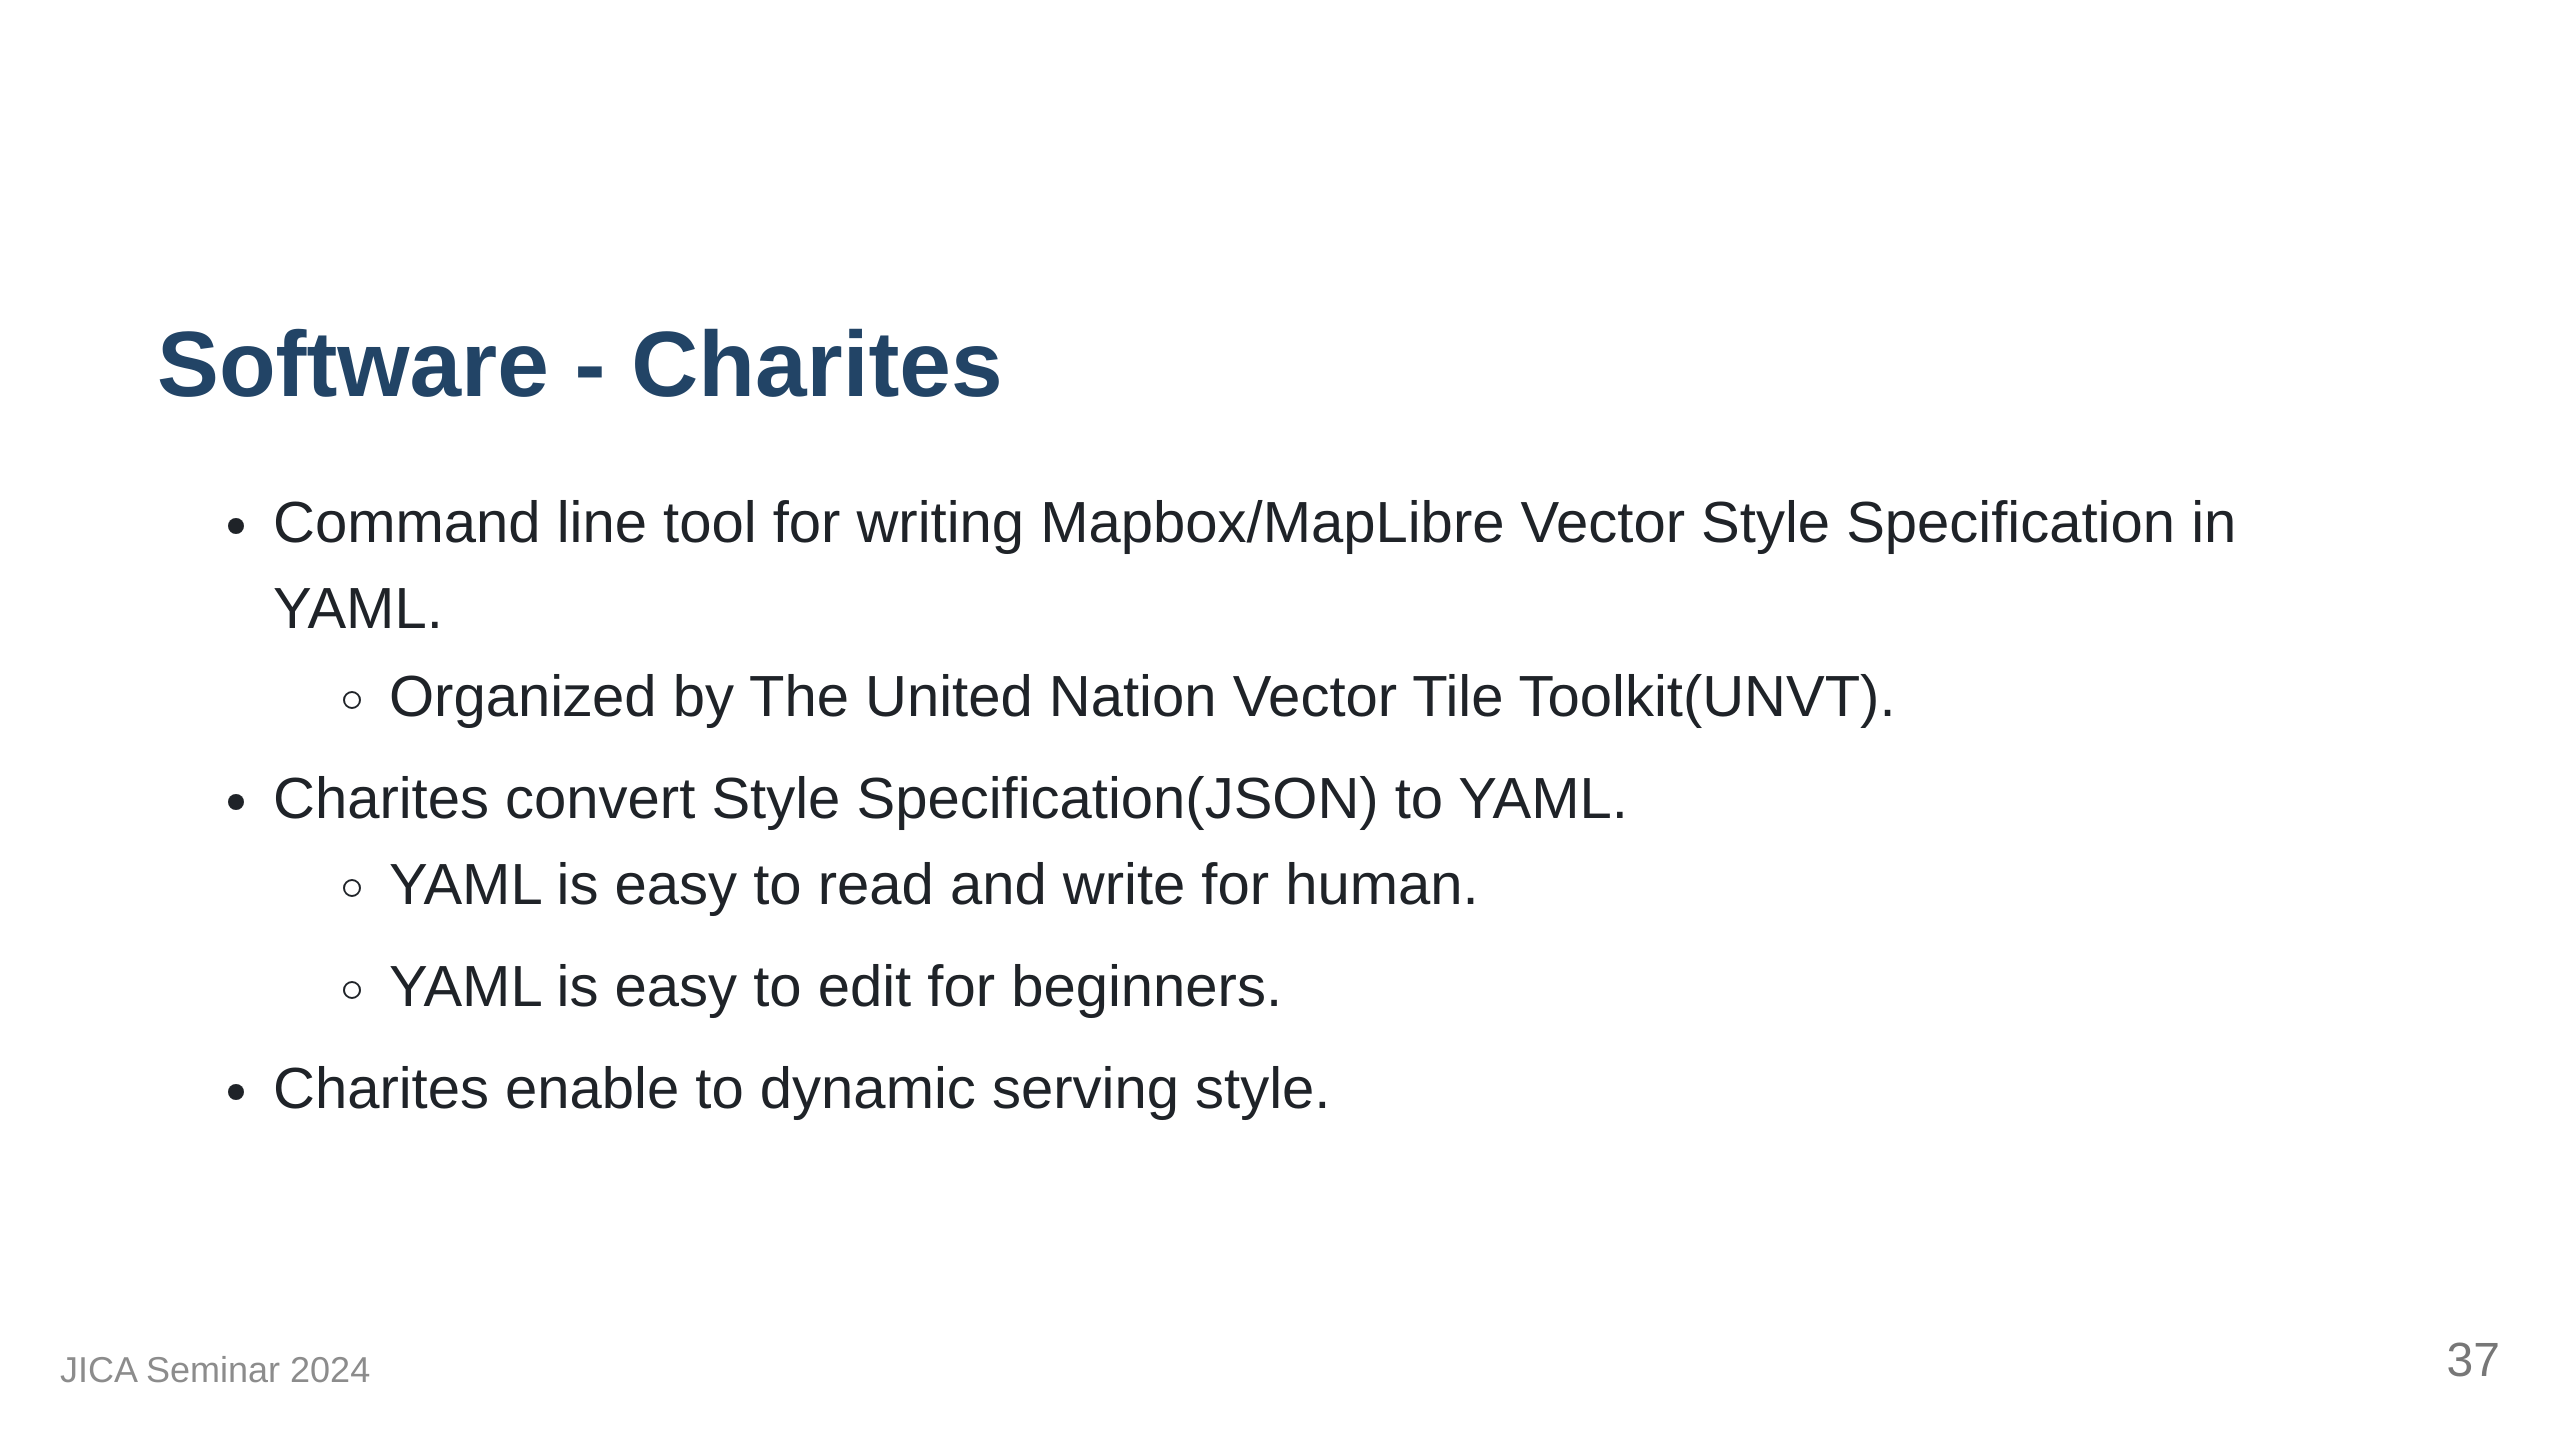 Software - Charites
Command line tool for writing Mapbox/MapLibre Vector Style Specification in
YAML.
Organized by The United Nation Vector Tile Toolkit(UNVT).
Charites convert Style Specification(JSON) to YAML.
YAML is easy to read and write for human.
YAML is easy to edit for beginners.
Charites enable to dynamic serving style.
JICA Seminar 2024
37